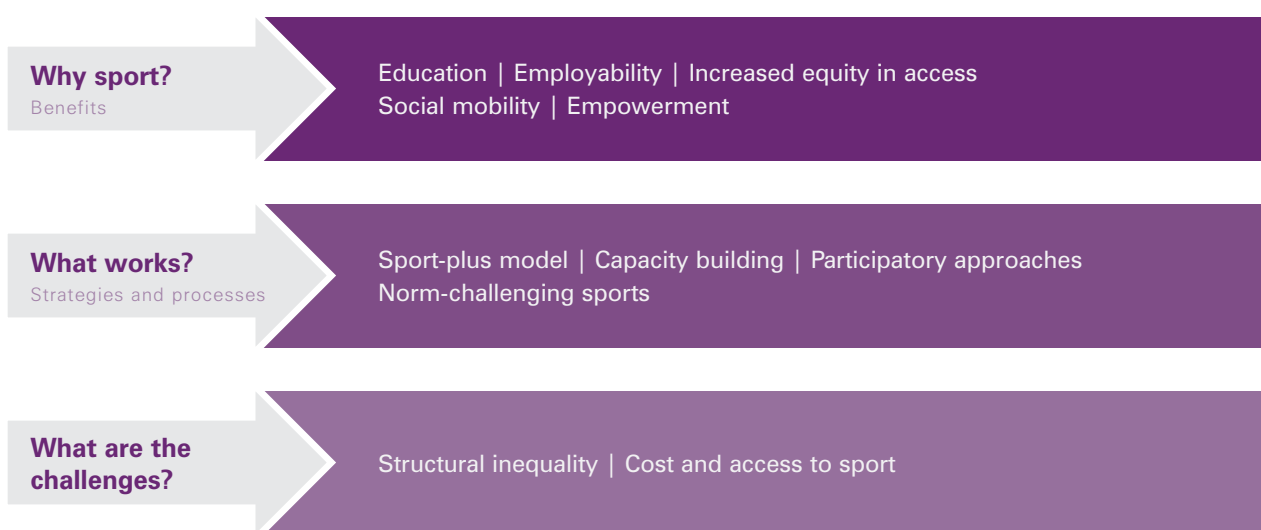 Why sport?
Benefits
Education | Employability | Increased equity in access
Social mobility | Empowerment
What works?
Strategies and processes
Sport-plus model | Capacity building | Participatory approaches
Norm-challenging sports
What are the
challenges?
Structural inequality | Cost and access to sport